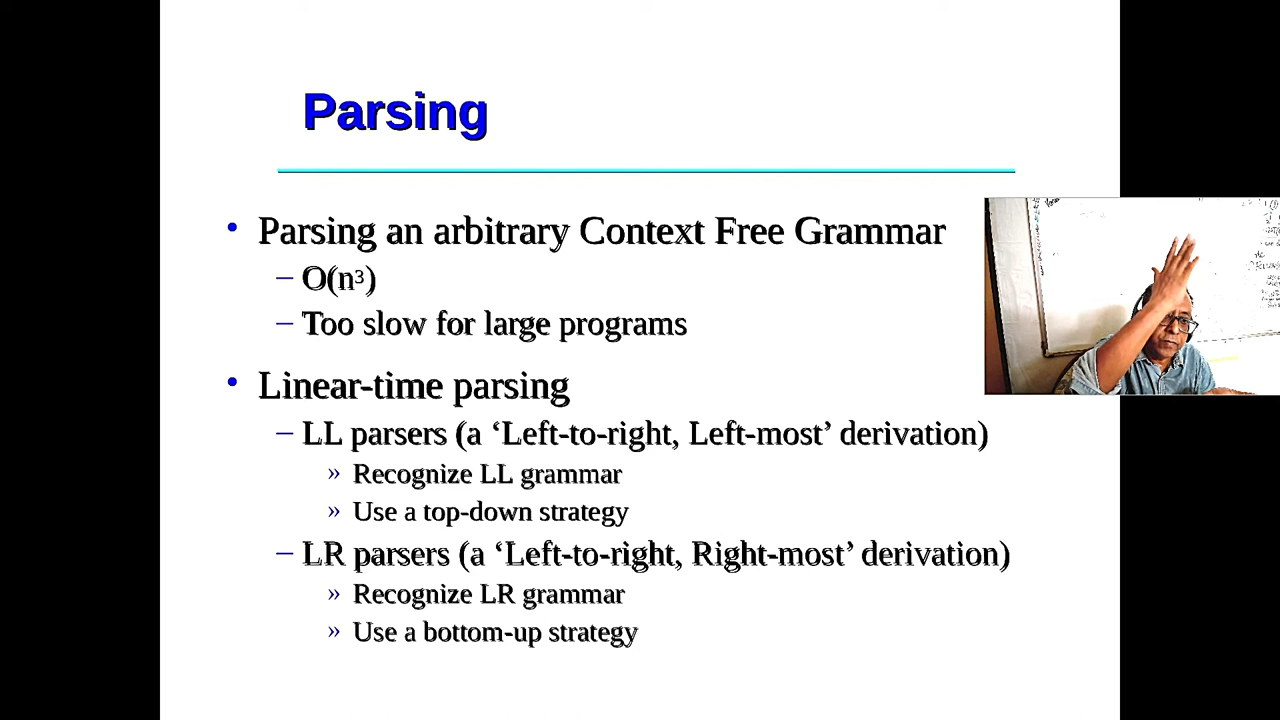 Parsing
• Parsing an arbitrary Context Free Grammar
– O(n³)
– Too slow for large programs
• Linear-time parsing
– LL parsers (a ‘Left-to-right, Left-most’ derivation)
» Recognize LL grammar
» Use a top-down strategy
– LR parsers (a ‘Left-to-right, Right-most’ derivation)
» Recognize LR grammar
» Use a bottom-up strategy